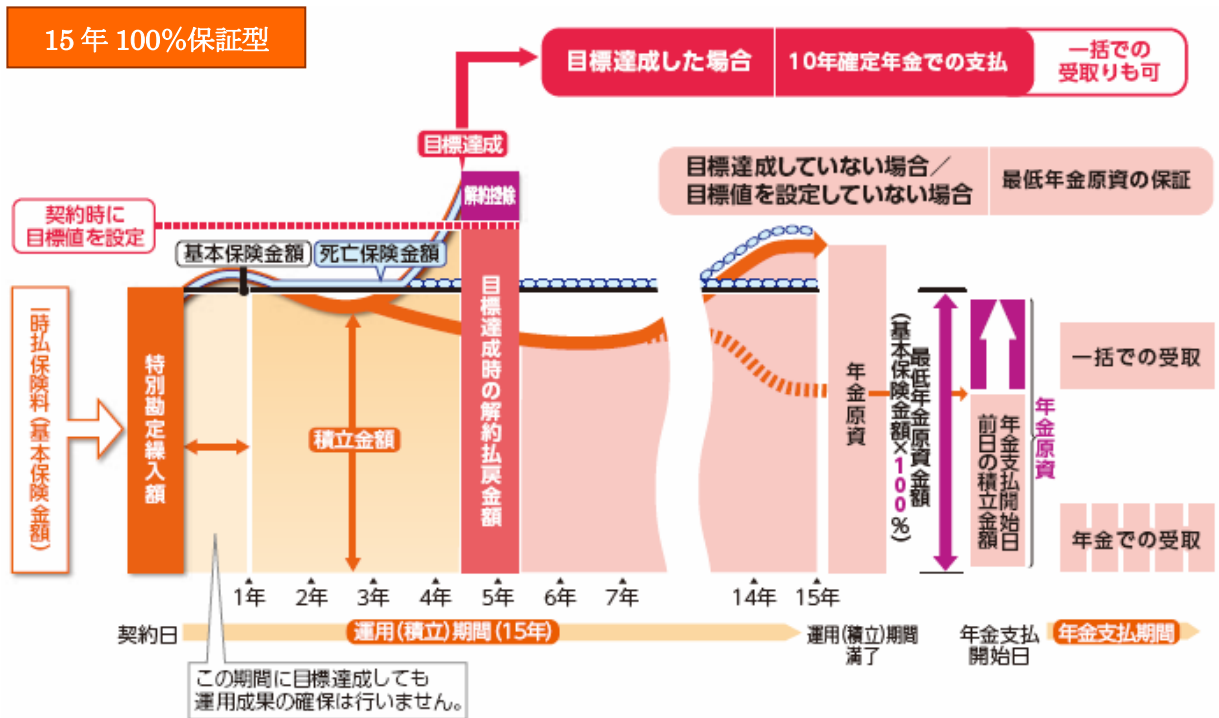 15年100%保証型
目標達成した場合
10年確定年金での支払
一括での
受取りも可
目標達成
目標達成していない場合／
目標値を設定していない場合
最低年金原資の保証
解約控除
契約時に
目標値を設定
基本保険金額
死亡保険金額
一時払保険料(基本保険金額)
特別勘定繰入額
積立金額
目標達成時の解約払戻金額
年金原資
最低年金原資金額
(基本保険金額×100%)
年金支払開始日
前日の積立金額
年金原資
一括での受取
年金での受取
1年
2年
3年
4年
5年
6年
7年
14年
15年
契約日
運用(積立)期間(15年)
運用(積立)期間
満了
年金支払
開始日
年金支払期間
この期間に目標達成しても
運用成果の確保は行いません。